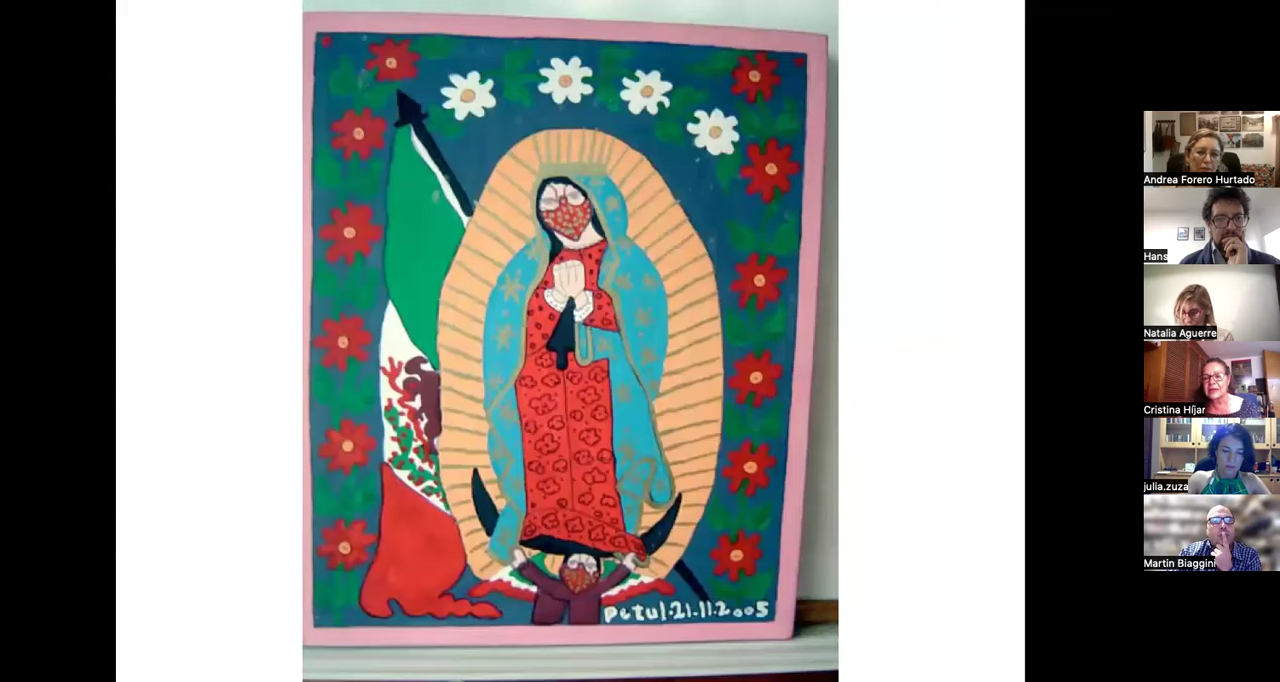 Petul.21.11.2005
Andrea Forero Hurtado
Hans
Natalia Aguerre
Cristina Híjar
julia.zuza
Martin Biaggini